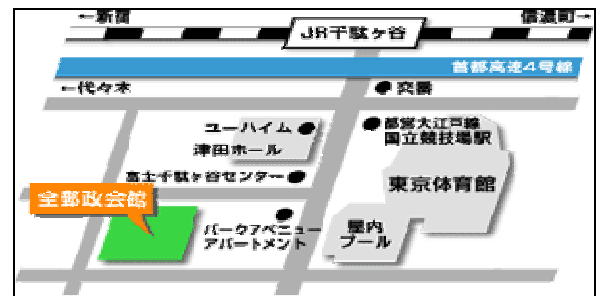 ←新宿
信濃町→
JR千駄ヶ谷
首都高速4号線
←代々木
交番
ユーハイム
津田ホール
都営大江戸線
国立競技場駅
富士千駄ヶ谷センター
東京体育館
全郵政会館
パークアベニュー
アパートメント
屋内
プール